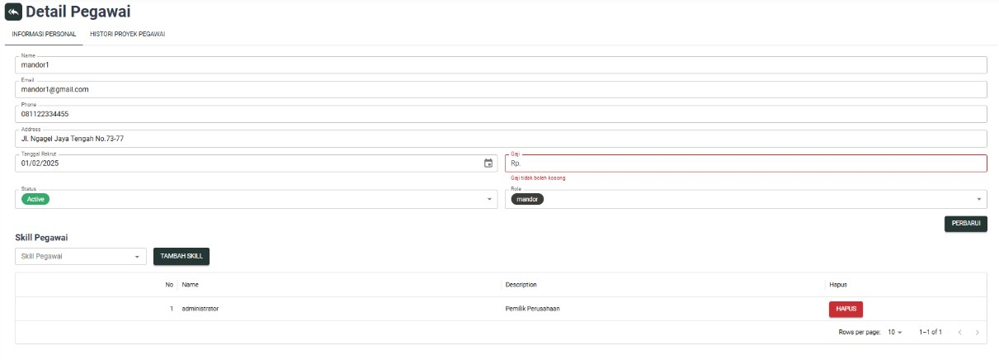 Detail Pegawai
INFORMASI PERSONAL HISTORI PROYEK PEGAWAI
Name
mandor1
Email
mandor1@gmail.com
Phone
081122334455
Address
Jl. Ngagel Jaya Tengah No.73-77
Tanggal Rekrut Gaji
01/02/2025 Rp.
Gaji tidak boleh kosong
Status Role
Active mandor
PERBARUI
Skill Pegawai
Skill Pegawai TAMBAH SKILL
No Name Description Hapus
1 administrator Pemilik Perusahaan HAPUS
Rows per page: 10 1–1 of 1